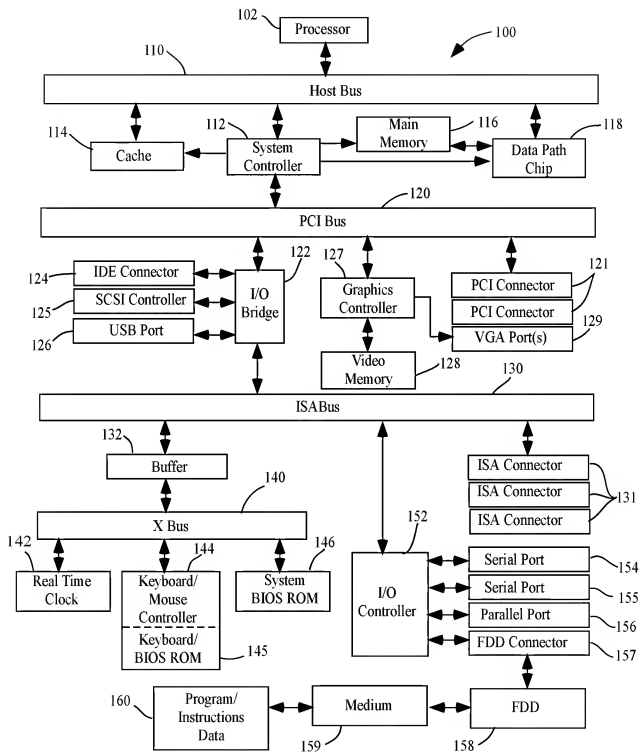 102
Processor
100
110
Host Bus
114
Cache
112
System
Controller
Main
Memory
116
118
Data Path
Chip
120
PCI Bus
124
IDE Connector
125
SCSI Controller
126
USB Port
122
I/O
Bridge
127
Graphics
Controller
121
PCI Connector
PCI Connector
129
VGA Port(s)
Video
Memory
128
130
ISABus
132
Buffer
ISA Connector
ISA Connector
131
ISA Connector
140
X Bus
142
Real Time
Clock
144
Keyboard/
Mouse
Controller
Keyboard/
BIOS ROM
145
146
System
BIOS ROM
152
I/O
Controller
Serial Port
154
Serial Port
155
Parallel Port
156
FDD Connector
157
160
Program/
Instructions
Data
Medium
159
FDD
158